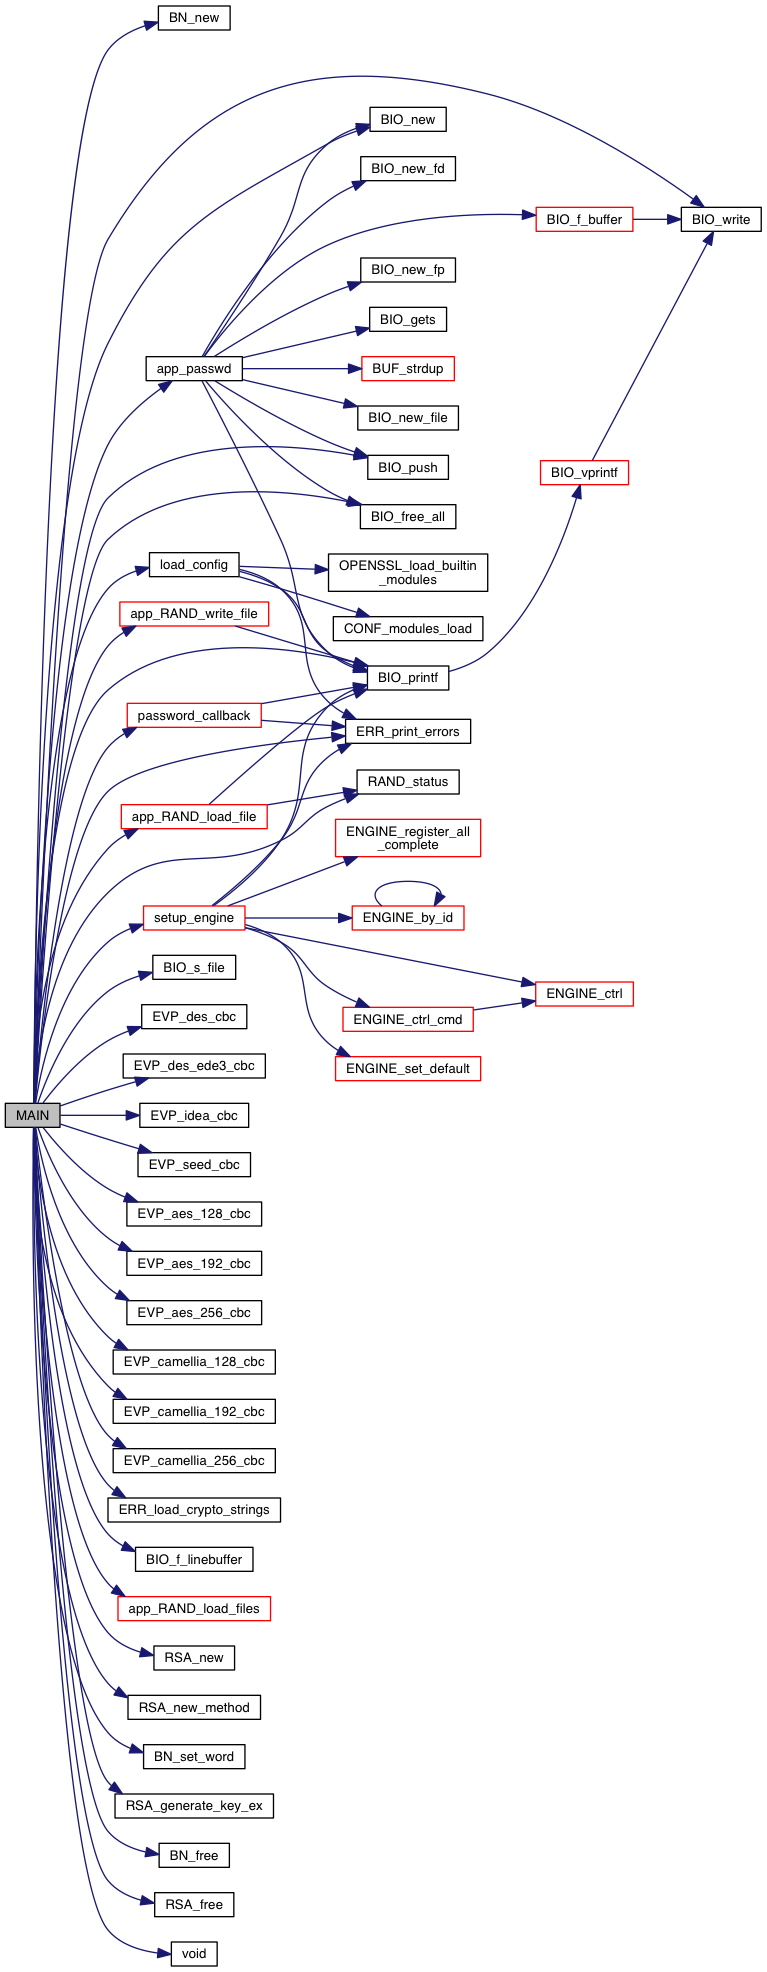 BN_new
BIO_new
BIO_new_fd
BIO_f_buffer
BIO_write
BIO_new_fp
BIO_gets
app_passwd
BUF_strdup
BIO_new_file
BIO_push
BIO_vprintf
BIO_free_all
load_config
OPENSSL_load_builtin
_modules
app_RAND_write_file
CONF_modules_load
BIO_printf
password_callback
ERR_print_errors
RAND_status
app_RAND_load_file
ENGINE_register_all
_complete
setup_engine
ENGINE_by_id
BIO_s_file
ENGINE_ctrl
EVP_des_cbc
ENGINE_ctrl_cmd
EVP_des_ede3_cbc
ENGINE_set_default
MAIN
EVP_idea_cbc
EVP_seed_cbc
EVP_aes_128_cbc
EVP_aes_192_cbc
EVP_aes_256_cbc
EVP_camellia_128_cbc
EVP_camellia_192_cbc
EVP_camellia_256_cbc
ERR_load_crypto_strings
BIO_f_linebuffer
app_RAND_load_files
RSA_new
RSA_new_method
BN_set_word
RSA_generate_key_ex
BN_free
RSA_free
void